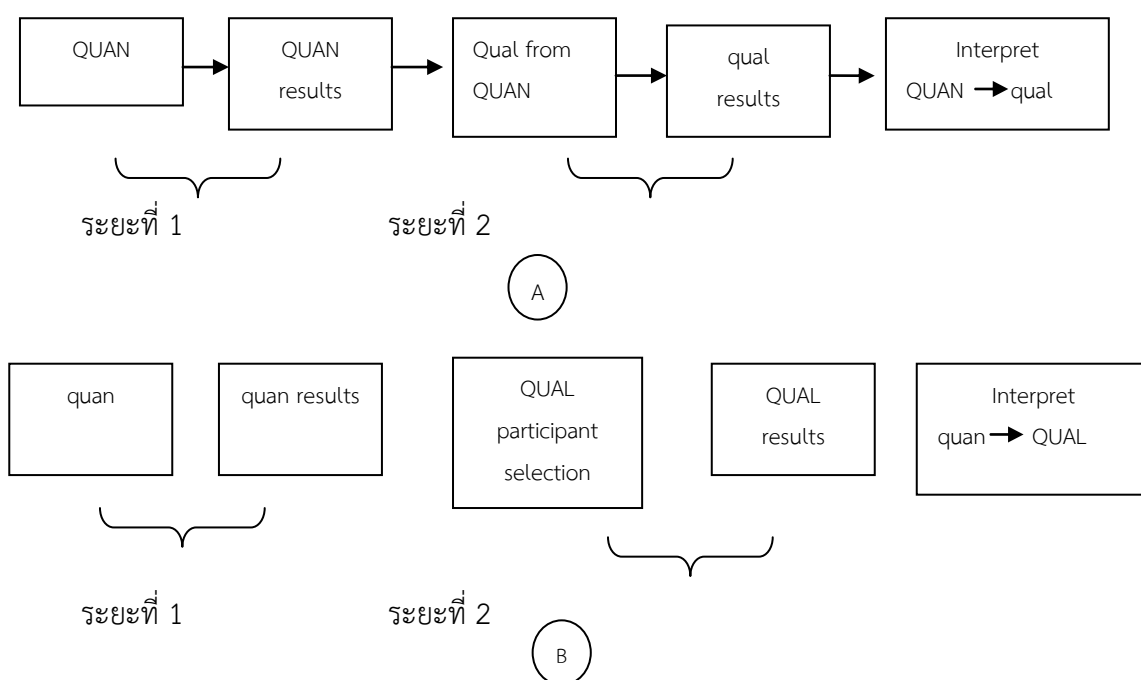 QUAN
QUAN
results
Qual from
QUAN
qual
results
Interpret
QUAN qual
ระยะที่ 1
ระยะที่ 2
A
quan
quan results
QUAL
participant
selection
QUAL
results
Interpret
quan QUAL
ระยะที่ 1
ระยะที่ 2
B